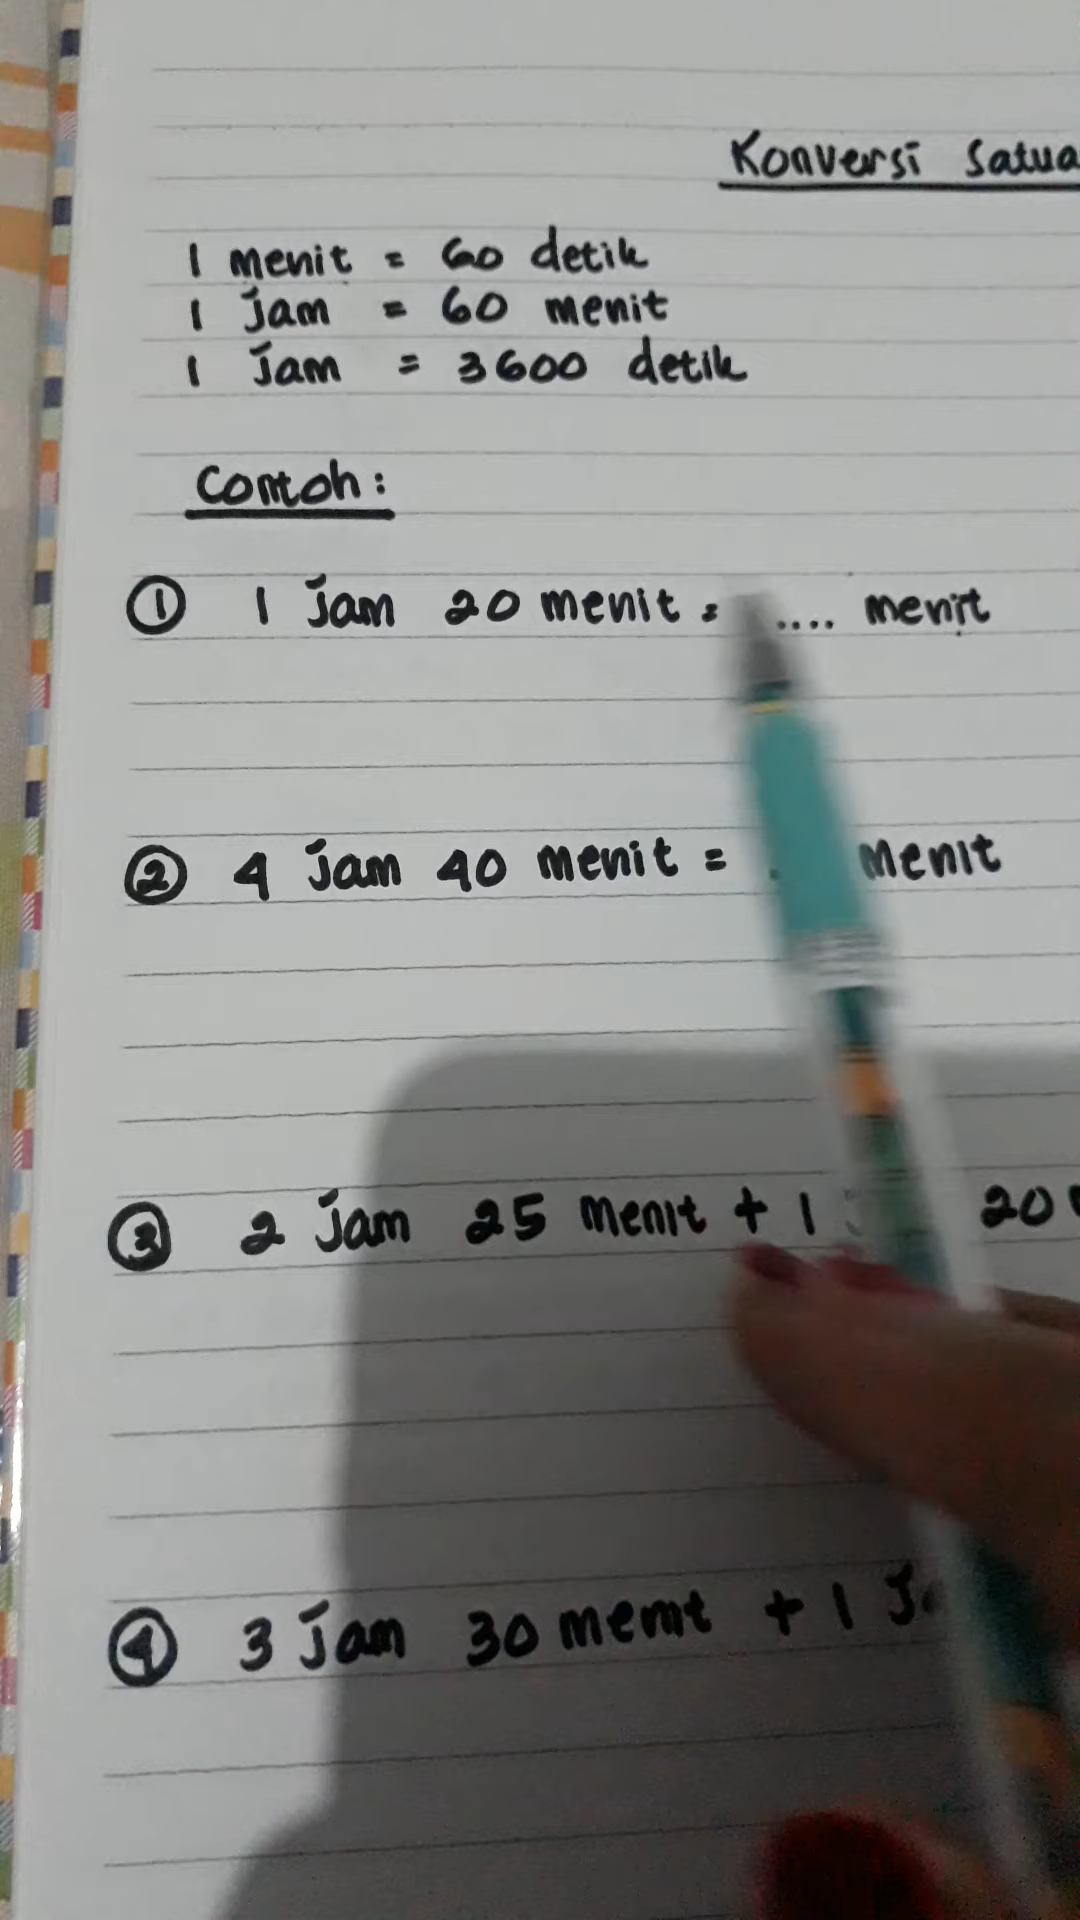 Konversi Satua
1 menit = 60 detik
1 Jam = 60 menit
1 Jam = 3600 detik
Contoh :
① 1 Jam 20 menit = .... menit
② 4 Jam 40 menit = . menit
③ 2 Jam 25 menit + 1 20
④ 3 Jam 30 menit + 1